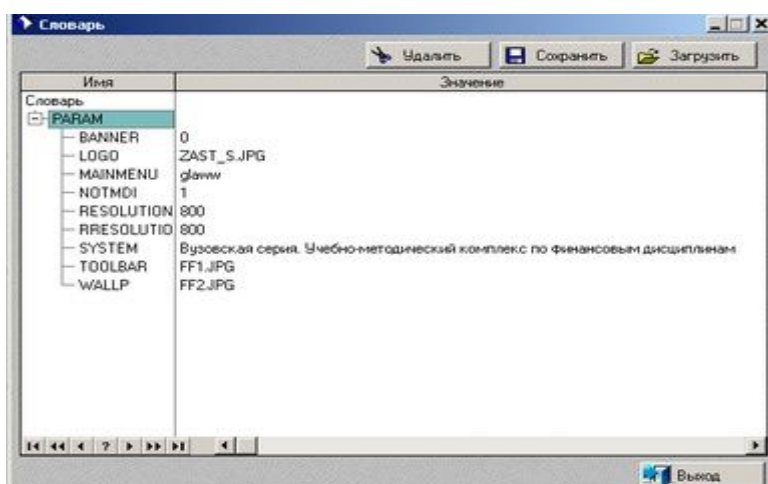 Словарь
Удалить Сохранить Загрузить
Имя Значение
Словарь
PARAM
BANNER 0
LOGO ZAST_S.JPG
MAINMENU glavvv
NOTMDI 1
RESOLUTION 800
RRESOLUTIO 800
SYSTEM Вузовская серия. Учебно-методический комплекс по финансовым дисциплинам
TOOLBAR FF1.JPG
WALLP FF2.JPG
?
Выход